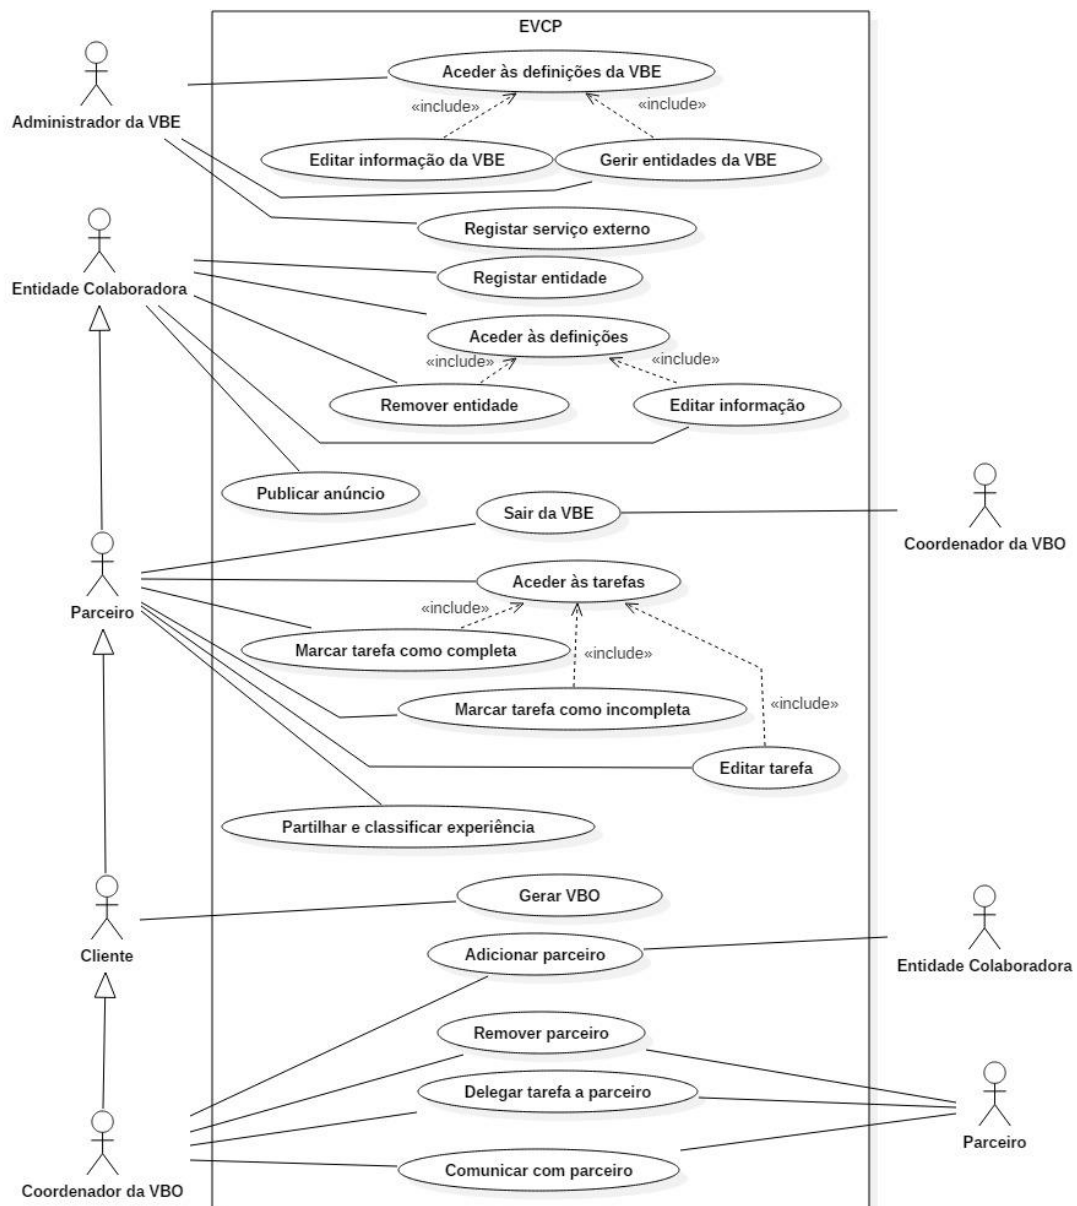 EVCP
Aceder às definições da VBE
Administrador da VBE
«include»
«include»
Editar informação da VBE
Gerir entidades da VBE
Registar serviço externo
Entidade Colaboradora
Registar entidade
Aceder às definições
«include»
«include»
Remover entidade
Editar informação
Publicar anúncio
Sair da VBE
Coordenador da VBO
Parceiro
Aceder às tarefas
«include»
Marcar tarefa como completa
«include»
Marcar tarefa como incompleta
«include»
Editar tarefa
Partilhar e classificar experiência
Cliente
Gerar VBO
Adicionar parceiro
Entidade Colaboradora
Remover parceiro
Delegar tarefa a parceiro
Parceiro
Comunicar com parceiro
Coordenador da VBO